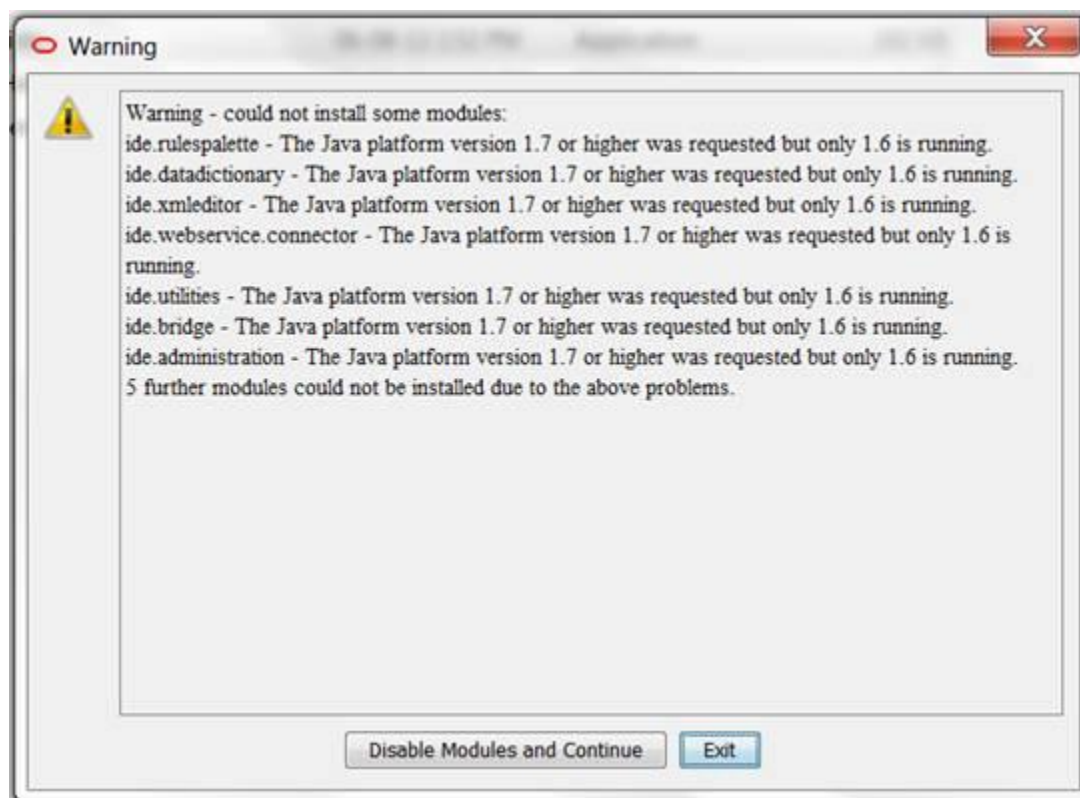 Warning
Warning - could not install some modules:
ide.rulespalette - The Java platform version 1.7 or higher was requested but only 1.6 is running.
ide.datadictionary - The Java platform version 1.7 or higher was requested but only 1.6 is running.
ide.xmleditor - The Java platform version 1.7 or higher was requested but only 1.6 is running.
ide.webservice.connector - The Java platform version 1.7 or higher was requested but only 1.6 is
running.
ide.utilities - The Java platform version 1.7 or higher was requested but only 1.6 is running.
ide.bridge - The Java platform version 1.7 or higher was requested but only 1.6 is running.
ide.administration - The Java platform version 1.7 or higher was requested but only 1.6 is running.
5 further modules could not be installed due to the above problems.
Disable Modules and Continue
Exit